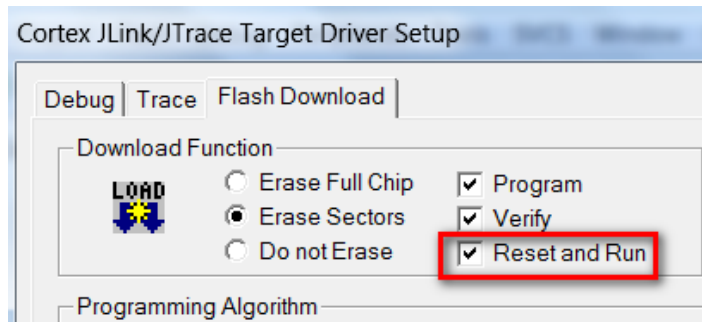 Cortex JLink/JTrace Target Driver Setup
Debug Trace Flash Download
Download Function
LOAD
Erase Full Chip Program
Erase Sectors Verify
Do not Erase Reset and Run
Programming Algorithm